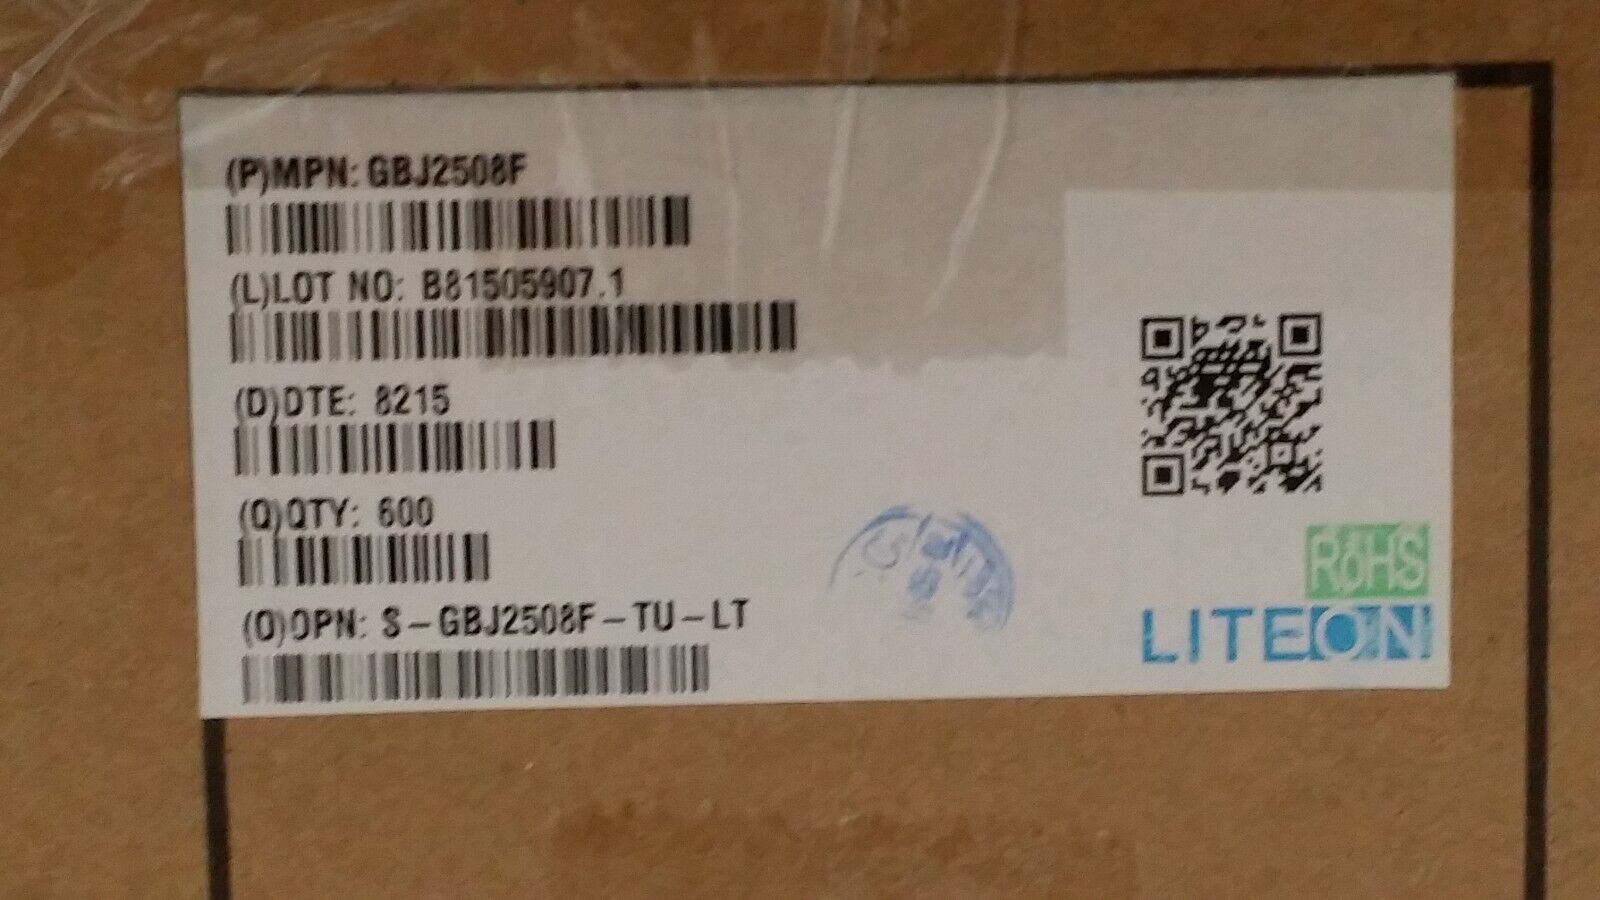 (P)MPN: GBJ2508F
(L)LOT NO: B81505907.1
(D)DTE: 8215
(Q)QTY: 600
(O)OPN: S-GBJ2508F-TU-LT
RoHS
LITEON